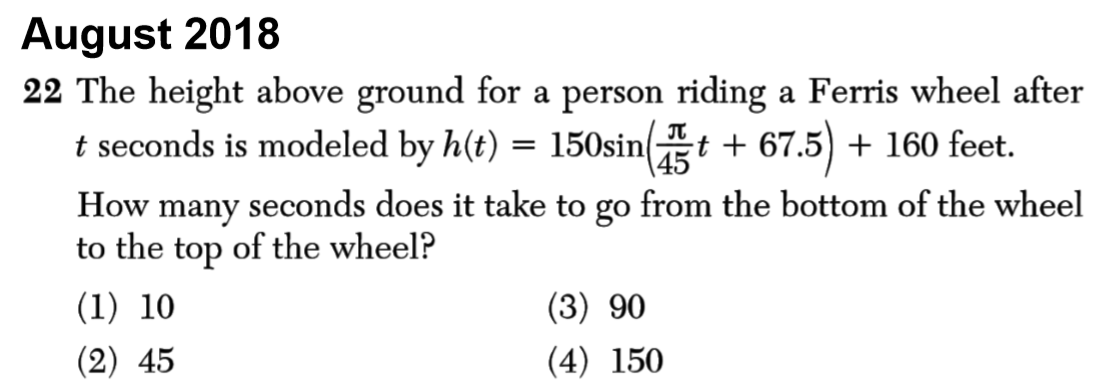 August 2018
22 The height above ground for a person riding a Ferris wheel after
t seconds is modeled by h(t) = 150sin(π/45 t + 67.5) + 160 feet.
How many seconds does it take to go from the bottom of the wheel
to the top of the wheel?
(1) 10 (3) 90
(2) 45 (4) 150